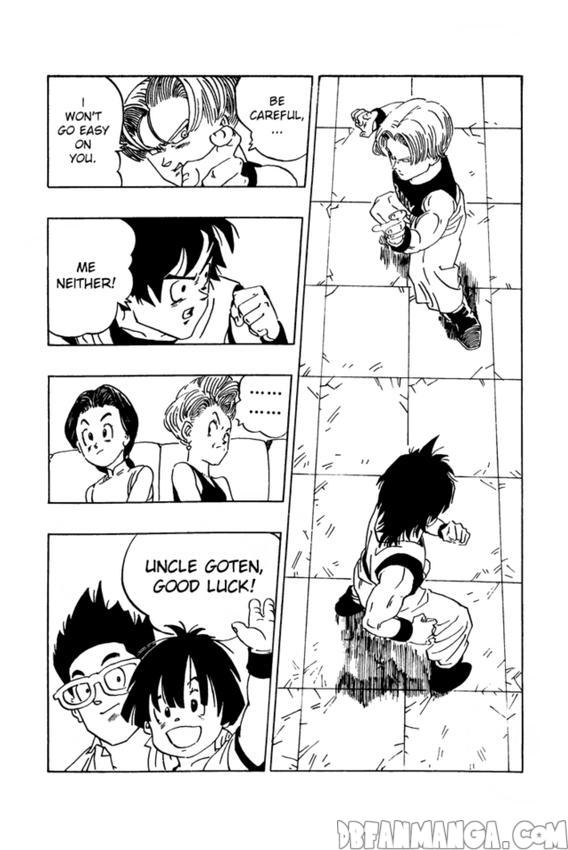 BE
CAREFUL,
...
I
WON'T
GO EASY
ON
YOU.
ME
NEITHER!
.......
.......
UNCLE GOTEN,
GOOD LUCK!
DBFANMANGA.COM